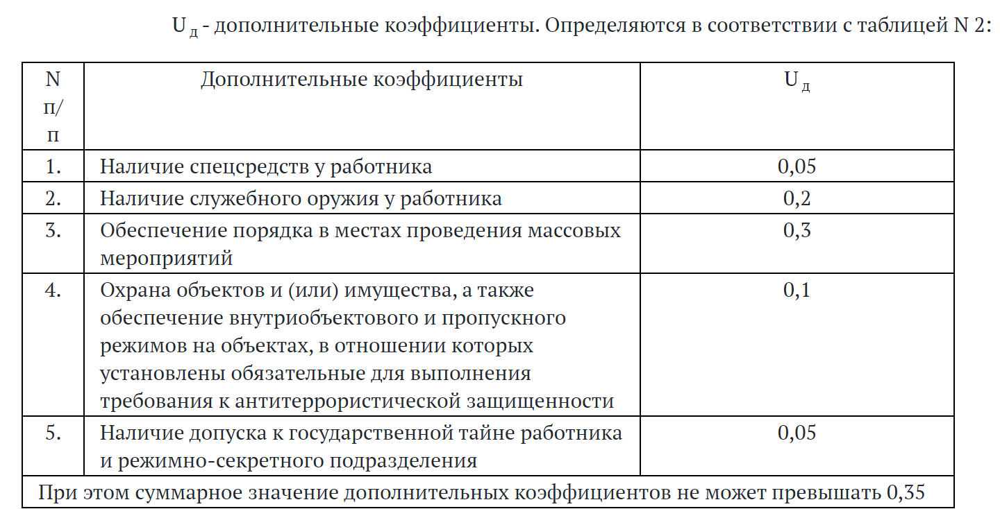 U д - дополнительные коэффициенты. Определяются в соответствии с таблицей N 2:
N
п/
п
Дополнительные коэффициенты
U д
1.
Наличие спецсредств у работника
0,05
2.
Наличие служебного оружия у работника
0,2
3.
Обеспечение порядка в местах проведения массовых
мероприятий
0,3
4.
Охрана объектов и (или) имущества, а также
обеспечение внутриобъектового и пропускного
режимов на объектах, в отношении которых
установлены обязательные для выполнения
требования к антитеррористической защищенности
0,1
5.
Наличие допуска к государственной тайне работника
и режимно-секретного подразделения
0,05
При этом суммарное значение дополнительных коэффициентов не может превышать 0,35